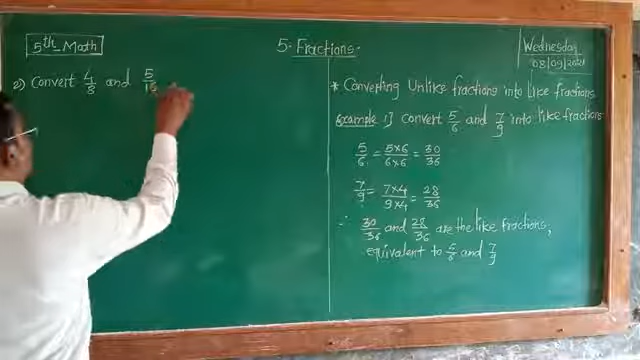 5th Math
5. Fractions
Wednesday
08/09/2021
2) Convert 4/8 and 5/16
* Converting Unlike fractions into Like fractions
Example 1] Convert 5/6 and 7/9 into like fractions
5/6 = 5×6/6×6 = 30/36
7/9 = 7×4/9×4 = 28/36
∴ 30/36 and 28/36 are the like fractions,
equivalent to 5/6 and 7/9